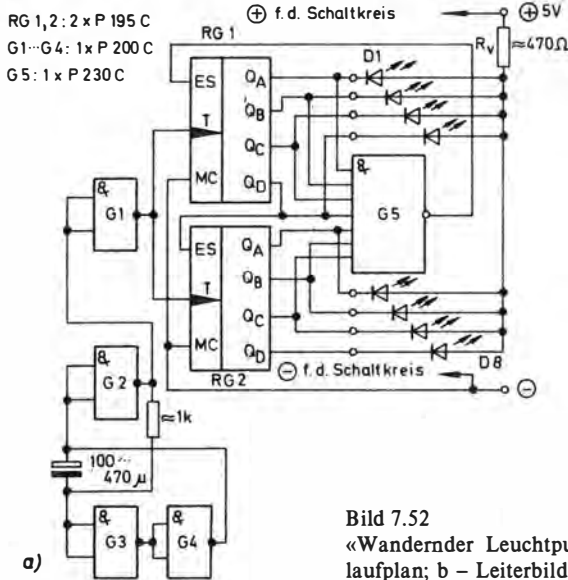 RG 1,2 : 2 x P 195 C
G1···G4 : 1 x P 200 C
G5 : 1 x P 230 C
⊕ f. d. Schaltkreis
⊕ 5V
RG 1
D1
Rᵥ ≈470Ω
ES
T
MC
QA
QB
QC
QD
&
G1
&
G5
ES
T
MC
QA
QB
QC
QD
RG2
D8
⊖ f. d. Schaltkreis
⊖
&
G2
≈1k
100···
470 µ
&
G3
&
G4
a)
Bild 7.52
«Wandernder Leuchtpu
laufplan; b – Leiterbild